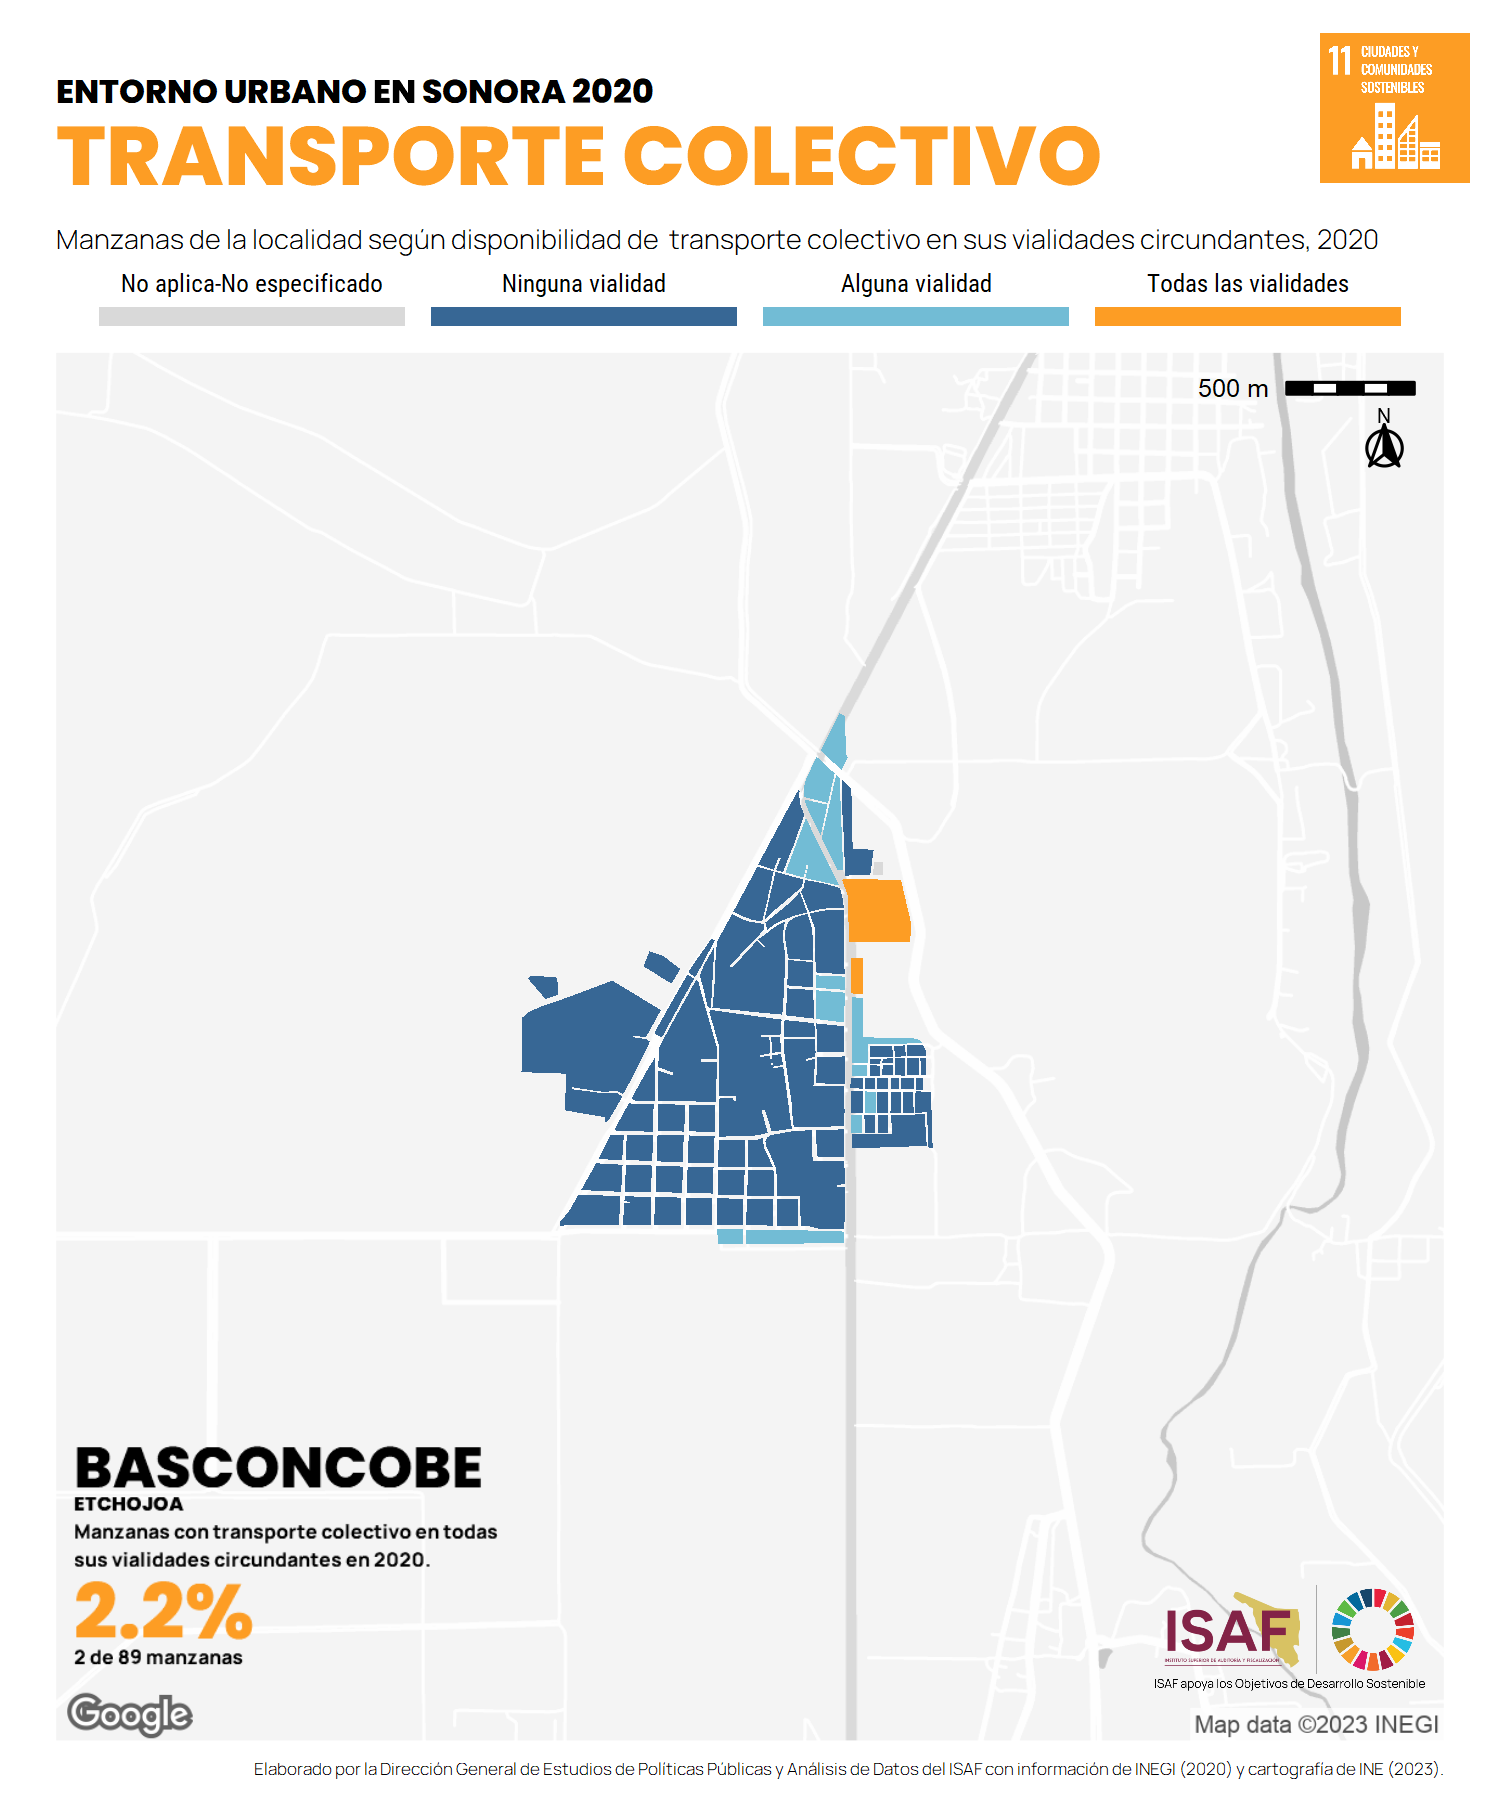 11 CIUDADES Y
COMUNIDADES
SOSTENIBLES
ENTORNO URBANO EN SONORA 2020
TRANSPORTE COLECTIVO
Manzanas de la localidad según disponibilidad de transporte colectivo en sus vialidades circundantes, 2020
No aplica-No especificado
Ninguna vialidad
Alguna vialidad
Todas las vialidades
500 m
N
BASCONCOBE
ETCHOJOA
Manzanas con transporte colectivo en todas
sus vialidades circundantes en 2020.
2.2%
2 de 89 manzanas
Google
ISAF
INSTITUTO SUPERIOR DE AUDITORÍA Y FISCALIZACIÓN
ISAF apoya los Objetivos de Desarrollo Sostenible
Map data ©2023 INEGI
Elaborado por la Dirección General de Estudios de Políticas Públicas y Análisis de Datos del ISAF con información de INEGI (2020) y cartografía de INE (2023).